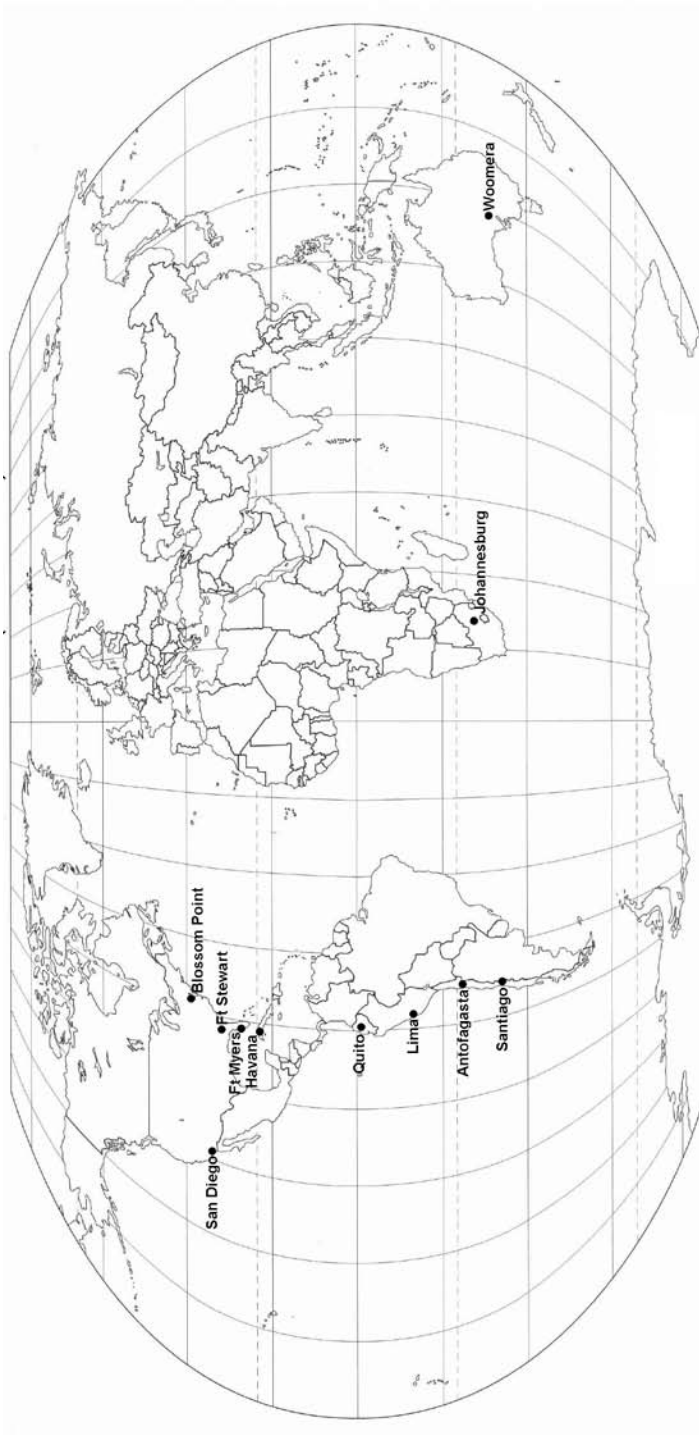 San Diego
Blossom Point
Ft Stewart
Ft Myers
Havana
Quito
Lima
Antofagasta
Santiago
Johannesburg
Woomera